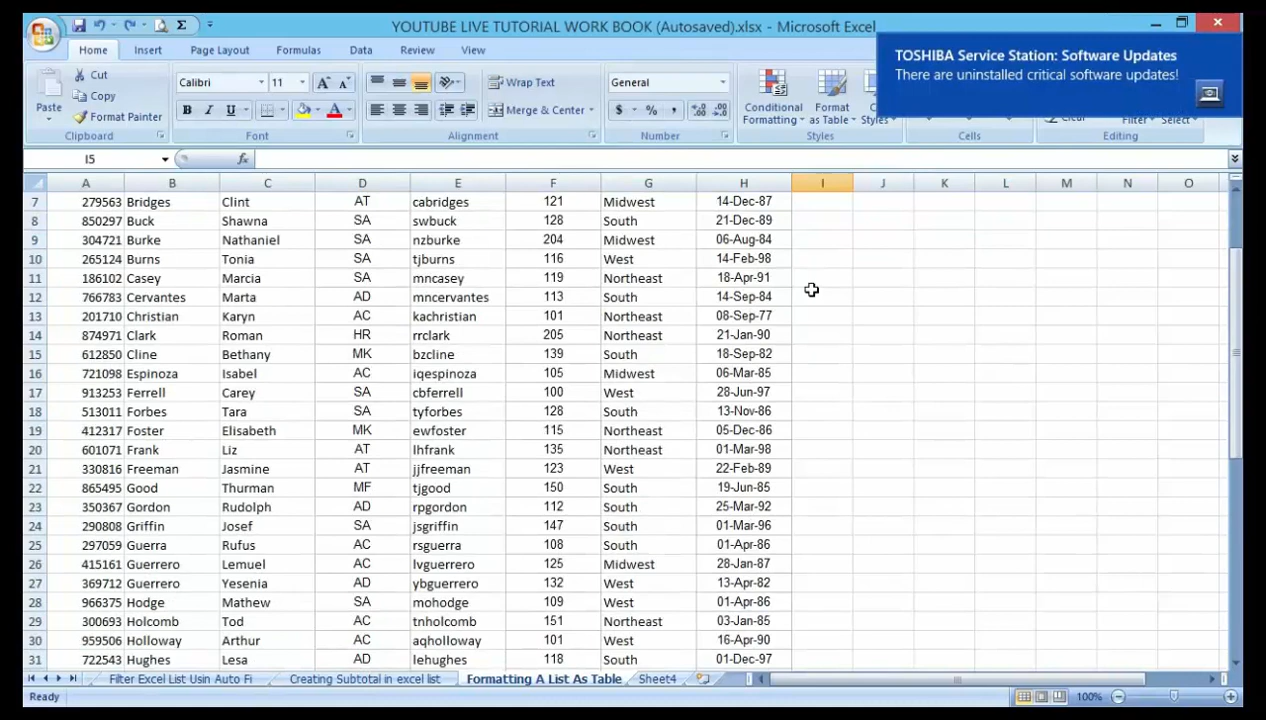 YOUTUBE LIVE TUTORIAL WORK BOOK (Autosaved).xlsx - Microsoft Excel
TOSHIBA Service Station: Software Updates
There are uninstalled critical software updates!
Home Insert Page Layout Formulas Data Review View
Paste
Cut
Copy
Format Painter
Calibri 11
B I U
Wrap Text
Merge & Center
General
$ % ,
Conditional Formatting
Format as Table
Styles
Clear
Filter Select
Clipboard Font Alignment Number Styles Cells Editing
I5 fx
A B C D E F G H I J K L M N O
7 279563 Bridges Clint AT cabridges 121 Midwest 14-Dec-87
8 850297 Buck Shawna SA swbuck 128 South 21-Dec-89
9 304721 Burke Nathaniel SA nzburke 204 Midwest 06-Aug-84
10 265124 Burns Tonia SA tjburns 116 West 14-Feb-98
11 186102 Casey Marcia SA mncasey 119 Northeast 18-Apr-91
12 766783 Cervantes Marta AD mncervantes 113 South 14-Sep-84
13 201710 Christian Karyn AC kachristian 101 Northeast 08-Sep-77
14 874971 Clark Roman HR rrclark 205 Northeast 21-Jan-90
15 612850 Cline Bethany MK bzcline 139 South 18-Sep-82
16 721098 Espinoza Isabel AC iqespinoza 105 Midwest 06-Mar-85
17 913253 Ferrell Carey SA cbferrell 100 West 28-Jun-97
18 513011 Forbes Tara SA tyforbes 128 South 13-Nov-86
19 412317 Foster Elisabeth MK ewfoster 115 Northeast 05-Dec-86
20 601071 Frank Liz AT lhfrank 135 Northeast 01-Mar-98
21 330816 Freeman Jasmine AT jjfreeman 123 West 22-Feb-89
22 865495 Good Thurman MF tjgood 150 South 19-Jun-85
23 350367 Gordon Rudolph AD rpgordon 112 South 25-Mar-92
24 290808 Griffin Josef SA jsgriffin 147 South 01-Mar-96
25 297059 Guerra Rufus AC rsguerra 108 South 01-Apr-86
26 415161 Guerrero Lemuel AC lvguerrero 125 Midwest 28-Jan-87
27 369712 Guerrero Yesenia AD ybguerrero 132 West 13-Apr-82
28 966375 Hodge Mathew SA mohodge 109 West 01-Apr-86
29 300693 Holcomb Tod AC tnholcomb 151 Northeast 03-Jan-85
30 959506 Holloway Arthur AC aqholloway 101 West 16-Apr-90
31 722543 Hughes Lesa AD lehughes 118 South 01-Dec-97
Filter Excel List Usin Auto Fi Creating Subtotal in excel list Formatting A List As Table Sheet4
Ready 100%